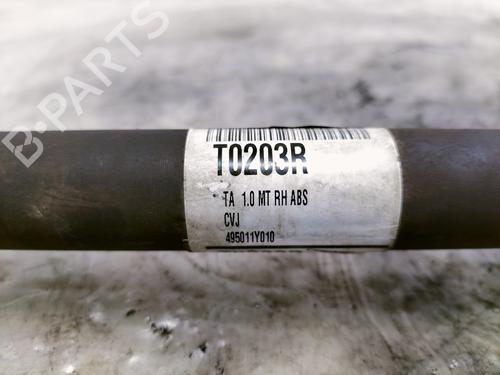 T0203R
TA 1.0 MT RH ABS
CVJ
495011Y010
B-PARTS